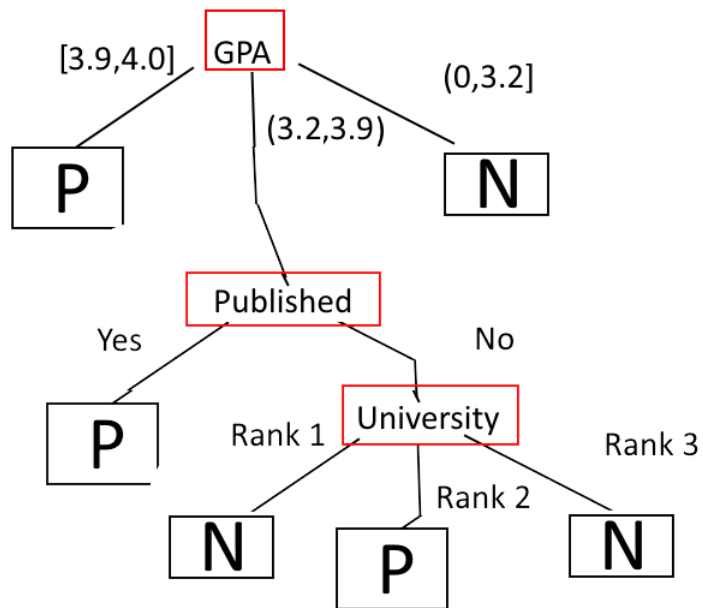 GPA
[3.9,4.0]
(3.2,3.9)
(0,3.2]
P
N
Published
Yes
No
P
University
Rank 1
Rank 2
Rank 3
N
P
N